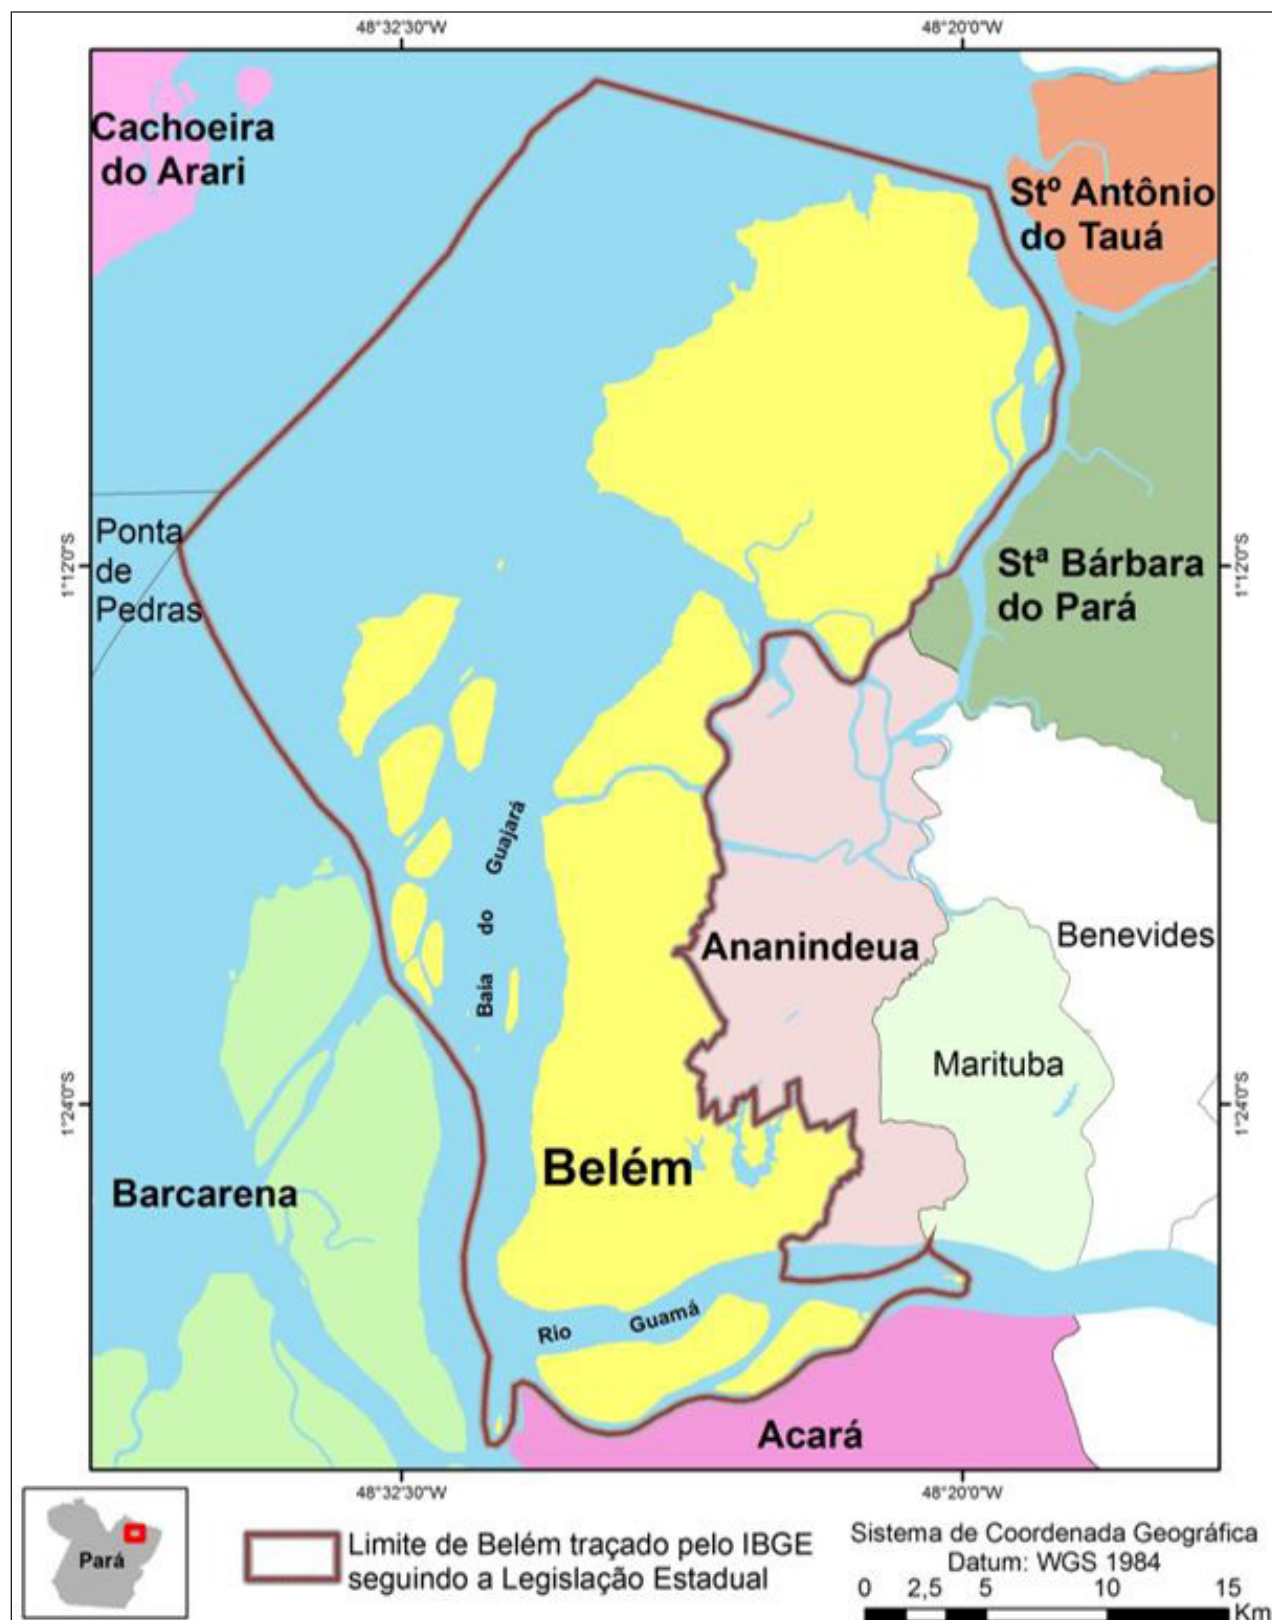 48°32'30"W
48°20'0"W
Cachoeira
do Arari
Stº Antônio
do Tauá
Ponta
de
Pedras
1°12'0"S
1°12'0"S
Stª Bárbara
do Pará
Baia do Guajará
Ananindeua
Benevides
Marituba
1°24'0"S
1°24'0"S
Belém
Barcarena
Rio Guamá
Acará
48°32'30"W
48°20'0"W
Pará
Limite de Belém traçado pelo IBGE
seguindo a Legislação Estadual
Sistema de Coordenada Geográfica
Datum: WGS 1984
0 2,5 5 10 15
Km